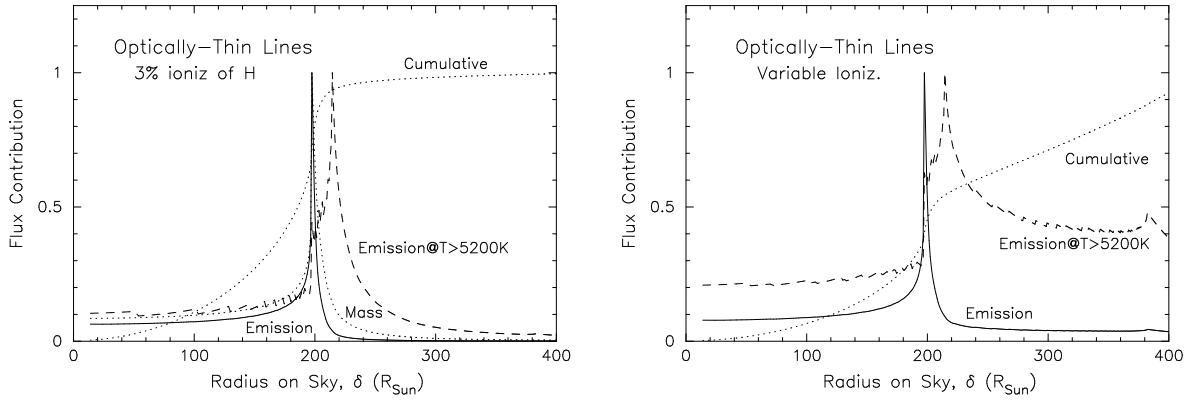 Optically–Thin Lines
3% ioniz of H
Cumulative
Emission@T>5200K
Mass
Emission
Flux Contribution
0
0.5
1
0 100 200 300 400
Radius on Sky, δ (R_Sun)
Optically–Thin Lines
Variable Ioniz.
Cumulative
Emission@T>5200K
Emission
Flux Contribution
0
0.5
1
0 100 200 300 400
Radius on Sky, δ (R_Sun)